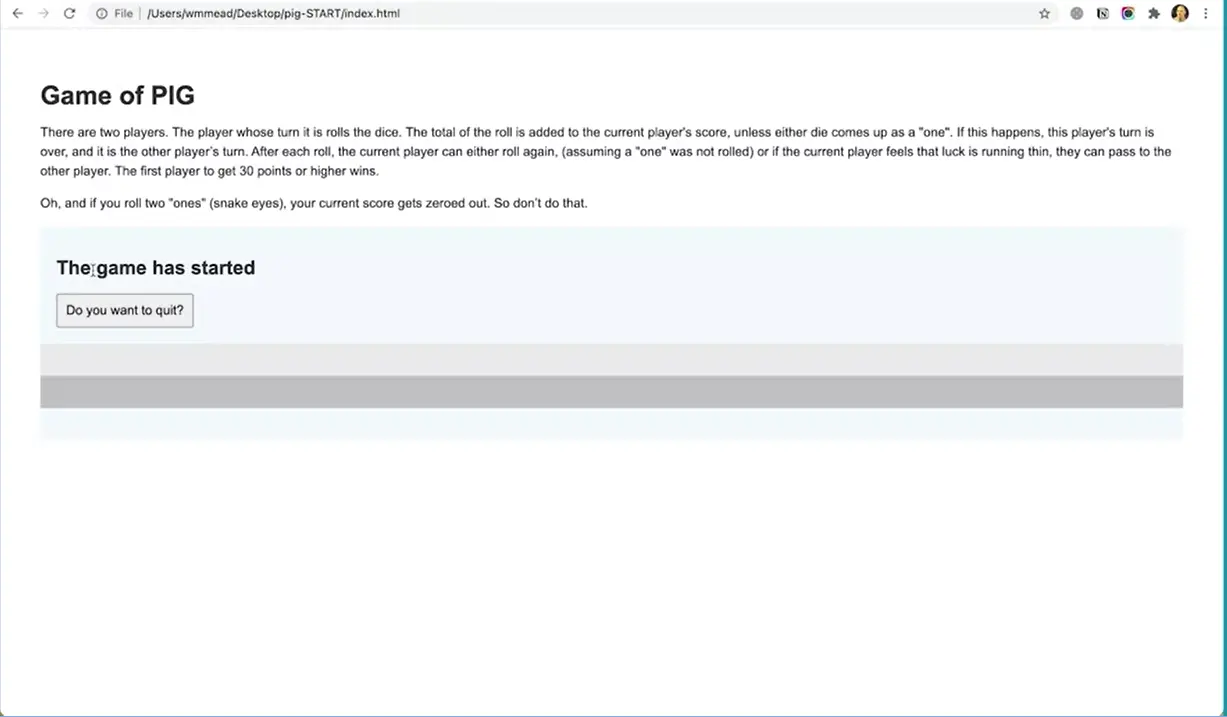 File /Users/wmmead/Desktop/pig-START/index.html
Game of PIG
There are two players. The player whose turn it is rolls the dice. The total of the roll is added to the current player's score, unless either die comes up as a "one". If this happens, this player's turn is
over, and it is the other player's turn. After each roll, the current player can either roll again, (assuming a "one" was not rolled) or if the current player feels that luck is running thin, they can pass to the
other player. The first player to get 30 points or higher wins.
Oh, and if you roll two "ones" (snake eyes), your current score gets zeroed out. So don't do that.
The game has started
Do you want to quit?